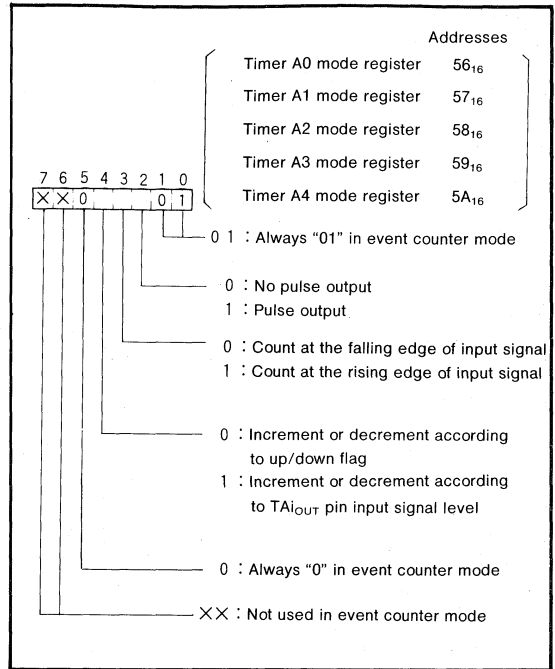 Addresses
Timer A0 mode register 56₁₆
Timer A1 mode register 57₁₆
Timer A2 mode register 58₁₆
Timer A3 mode register 59₁₆
Timer A4 mode register 5A₁₆
7 6 5 4 3 2 1 0
× × 0 0 1
0 1 : Always "01" in event counter mode
0 : No pulse output
1 : Pulse output
0 : Count at the falling edge of input signal
1 : Count at the rising edge of input signal
0 : Increment or decrement according
to up/down flag
1 : Increment or decrement according
to TAiOUT pin input signal level
0 : Always "0" in event counter mode
×× : Not used in event counter mode